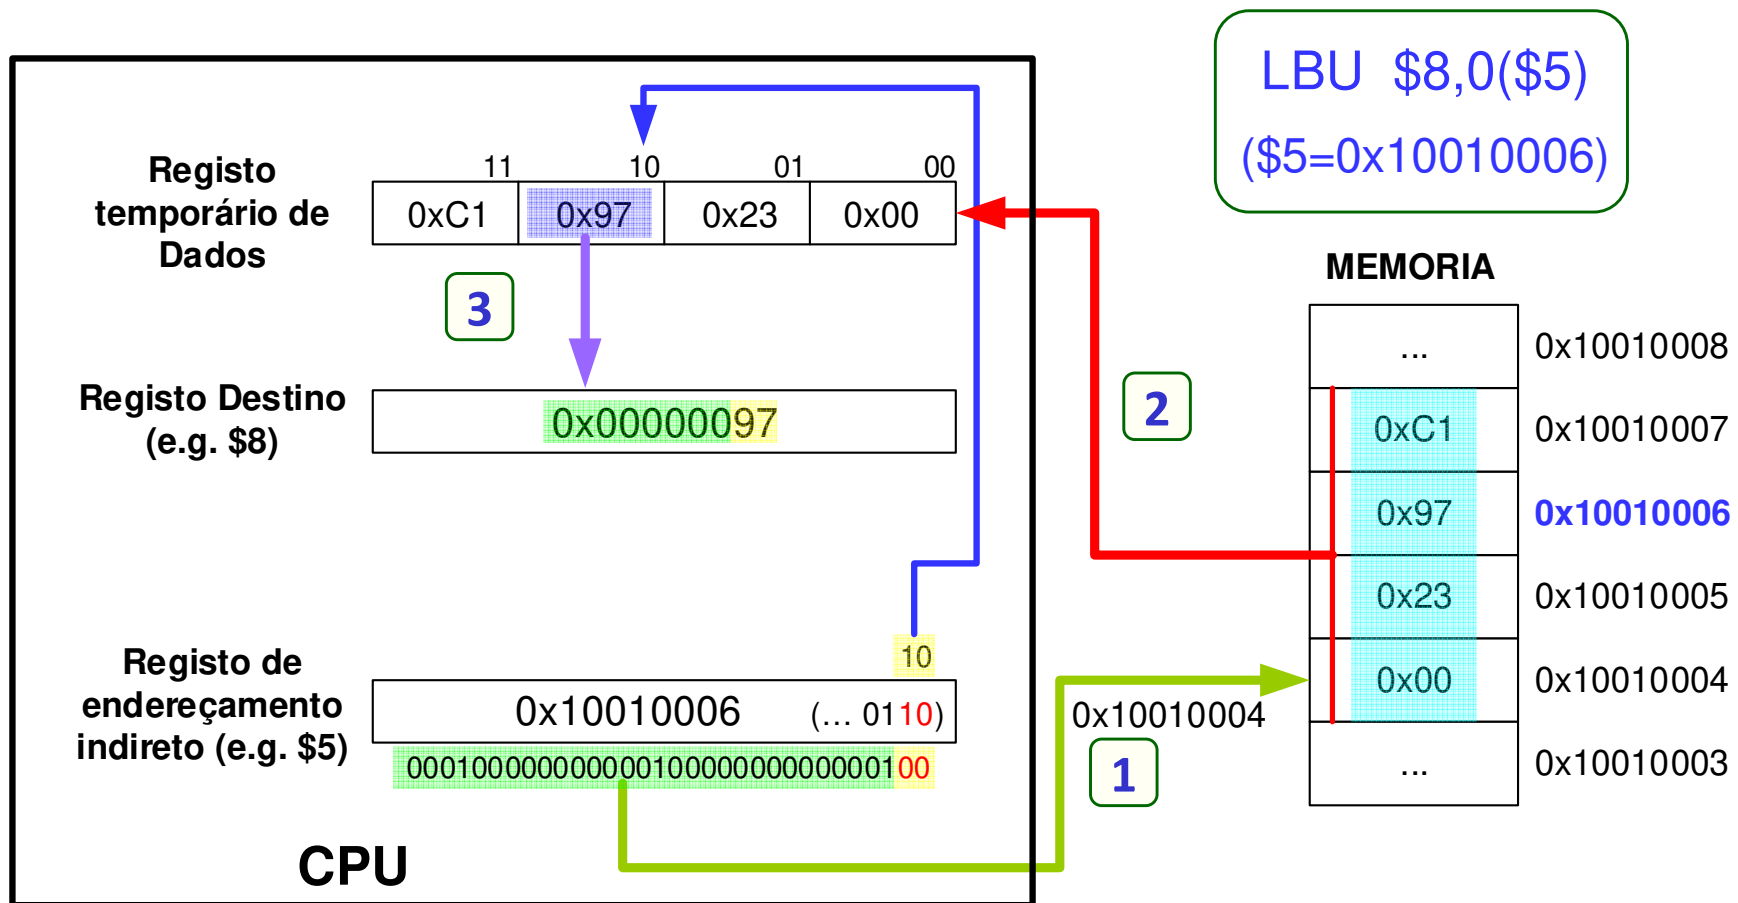 LBU $8,0($5)
($5=0x10010006)
Registo
temporário de
Dados
11 10 01 00
0xC1 0x97 0x23 0x00
3
Registo Destino
(e.g. $8)
0x00000097
10
Registo de
endereçamento
indireto (e.g. $5)
0x10010006 (... 0110)
00010000000000010000000000000100
CPU
0x10010004
1
2
MEMORIA
... 0x10010008
0xC1 0x10010007
0x97 0x10010006
0x23 0x10010005
0x00 0x10010004
... 0x10010003